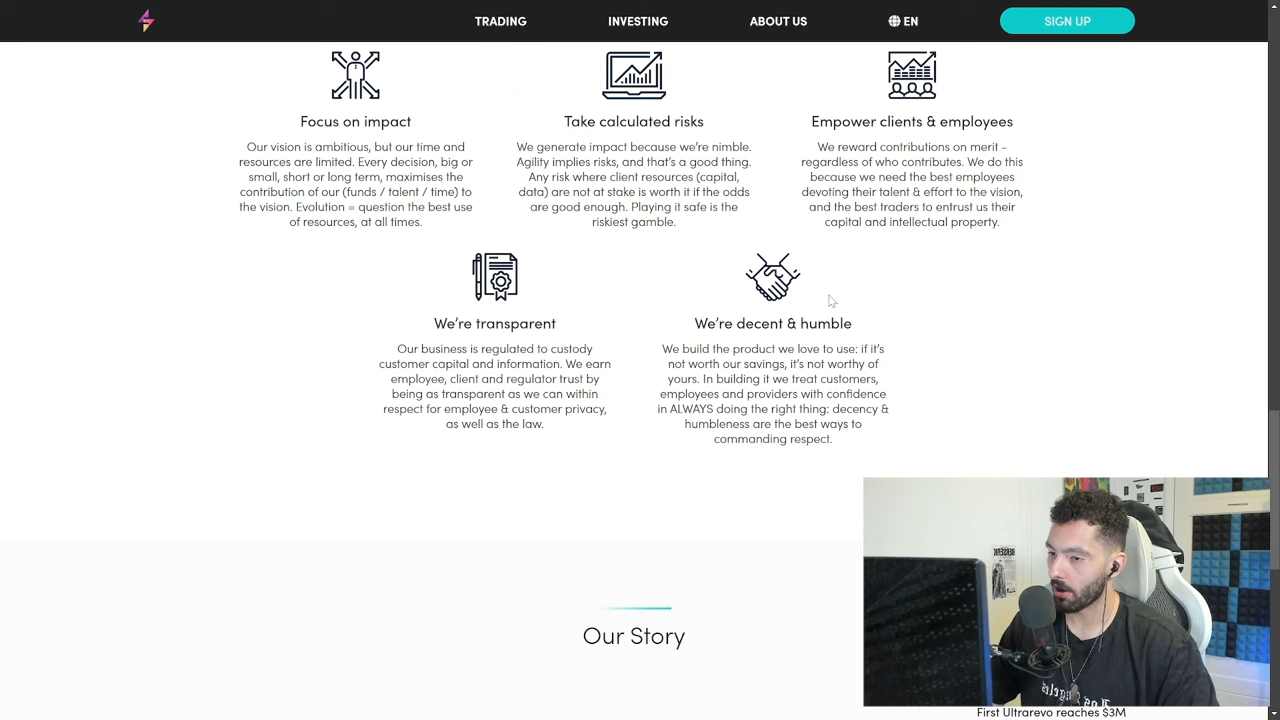 TRADING
INVESTING
ABOUT US
EN
SIGN UP
Focus on impact
Our vision is ambitious, but our time and
resources are limited. Every decision, big or
small, short or long term, maximises the
contribution of our (funds / talent / time) to
the vision. Evolution = question the best use
of resources, at all times.
Take calculated risks
We generate impact because we’re nimble.
Agility implies risks, and that’s a good thing.
Any risk where client resources (capital,
data) are not at stake is worth it if the odds
are good enough. Playing it safe is the
riskiest gamble.
Empower clients & employees
We reward contributions on merit -
regardless of who contributes. We do this
because we need the best employees
devoting their talent & effort to the vision,
and the best traders to entrust us their
capital and intellectual property.
We’re transparent
Our business is regulated to custody
customer capital and information. We earn
employee, client and regulator trust by
being as transparent as we can within
respect for employee & customer privacy,
as well as the law.
We’re decent & humble
We build the product we love to use: if it’s
not worth our savings, it’s not worthy of
yours. In building it we treat customers,
employees and providers with confidence
in ALWAYS doing the right thing: decency &
humbleness are the best ways to
commanding respect.
Our Story
First Ultrarevo reaches $3M